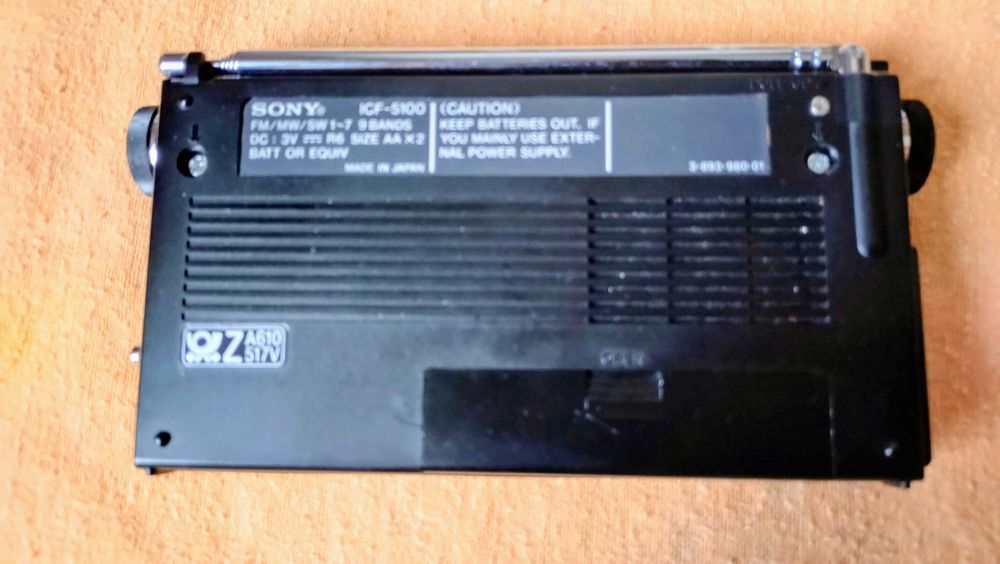 SONY® ICF-5100
FM/MW/SW1~7 9 BANDS
DC: 3V R6 SIZE AA×2
BATT OR EQUIV
MADE IN JAPAN
(CAUTION)
KEEP BATTERIES OUT, IF
YOU MAINLY USE EXTER-
NAL POWER SUPPLY.
3-893-980-01
Z A610
517V
OPEN